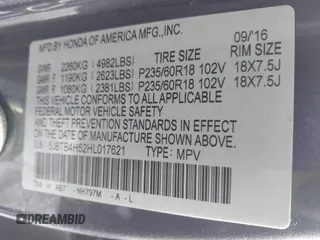 MFD. BY HONDA OF AMERICA MFG.,INC. 09/16
GVWR 2260KG ( 4982LBS) TIRE SIZE RIM SIZE
GAWR F 1190KG ( 2623LBS) P235/60R18 102V 18X7.5J
GAWR R 1080KG ( 2381LBS) P235/60R18 102V 18X7.5J
THIS VEHICLE CONFORMS TO ALL APPLICABLE
FEDERAL MOTOR VEHICLE SAFETY
AND THEFT PREVENTION STANDARDS IN EFFECT ON
THE DATE OF MANUFACTURE SHOWN ABOVE.
5J8TB4H52HL017621 TYPE: MPV
NH797M -A-L
DREAMBID